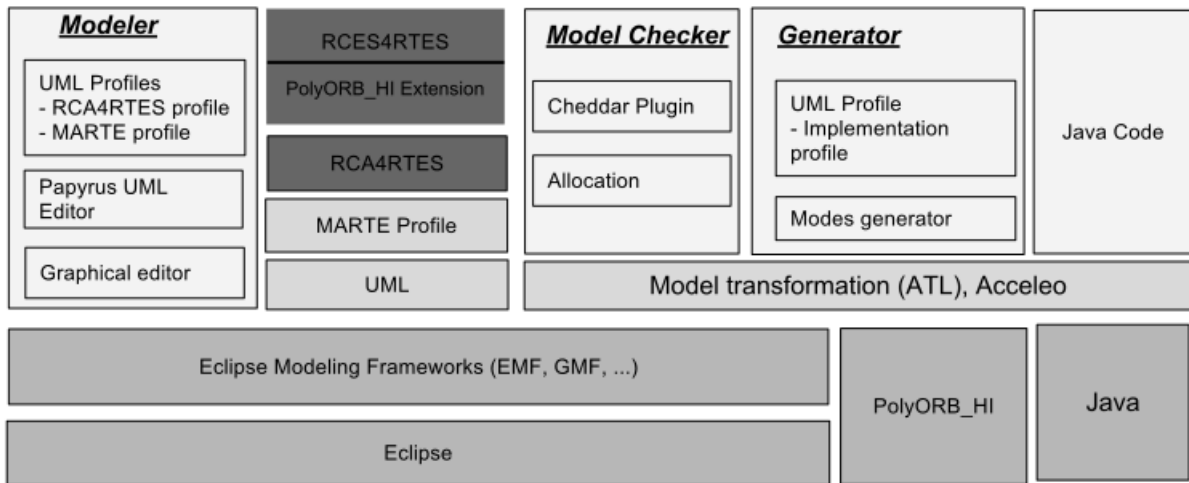 Modeler
UML Profiles
- RCA4RTES profile
- MARTE profile
Papyrus UML
Editor
Graphical editor
RCES4RTES
PolyORB_HI Extension
RCA4RTES
MARTE Profile
UML
Model Checker
Cheddar Plugin
Allocation
Generator
UML Profile
- Implementation
profile
Modes generator
Java Code
Model transformation (ATL), Acceleo
Eclipse Modeling Frameworks (EMF, GMF, ...)
Eclipse
PolyORB_HI
Java